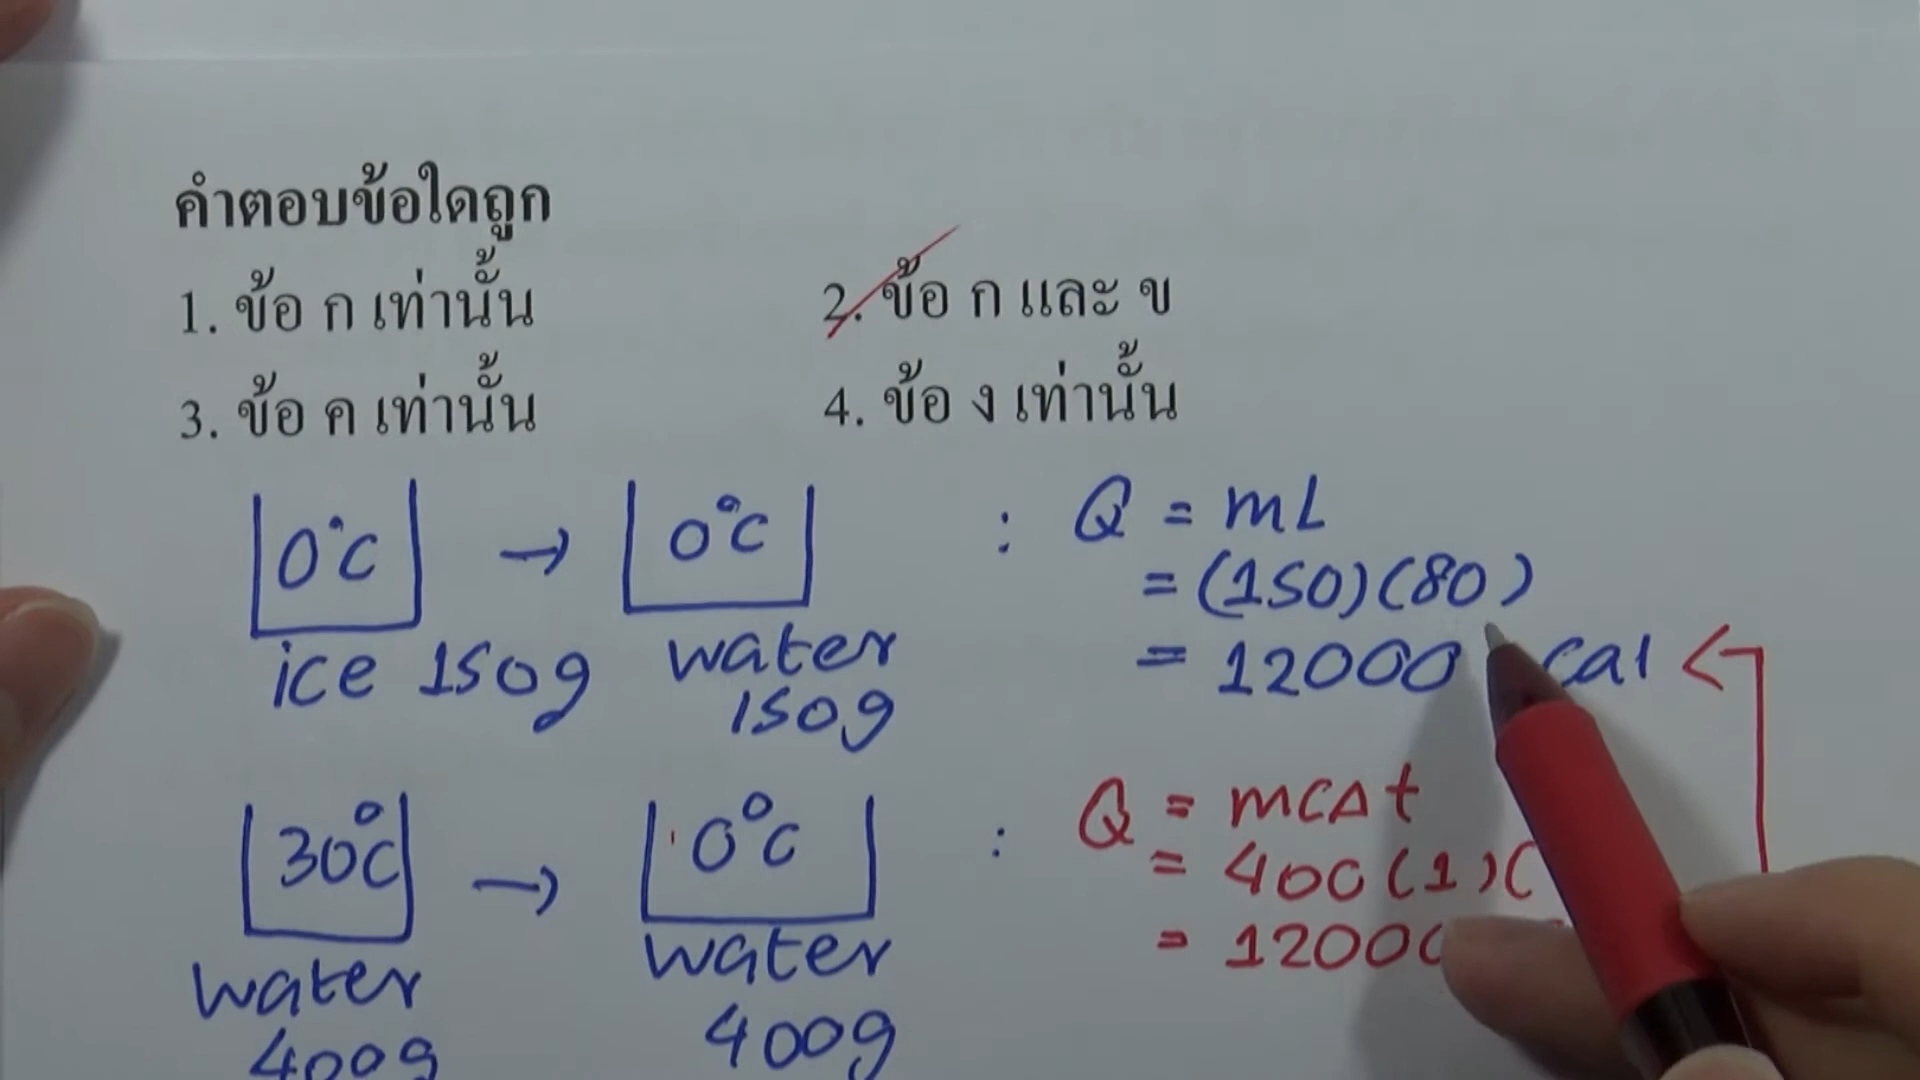 คำตอบข้อใดถูก
1. ข้อ ก เท่านั้น
2. ข้อ ก และ ข
3. ข้อ ค เท่านั้น
4. ข้อ ง เท่านั้น
0°C → 0°C : Q = mL
= (150)(80)
= 12000 cal
ice 150g
water
150g
30°C → 0°C : Q = mcΔt
= 400(1)(
= 12000
water
400g
water
400g